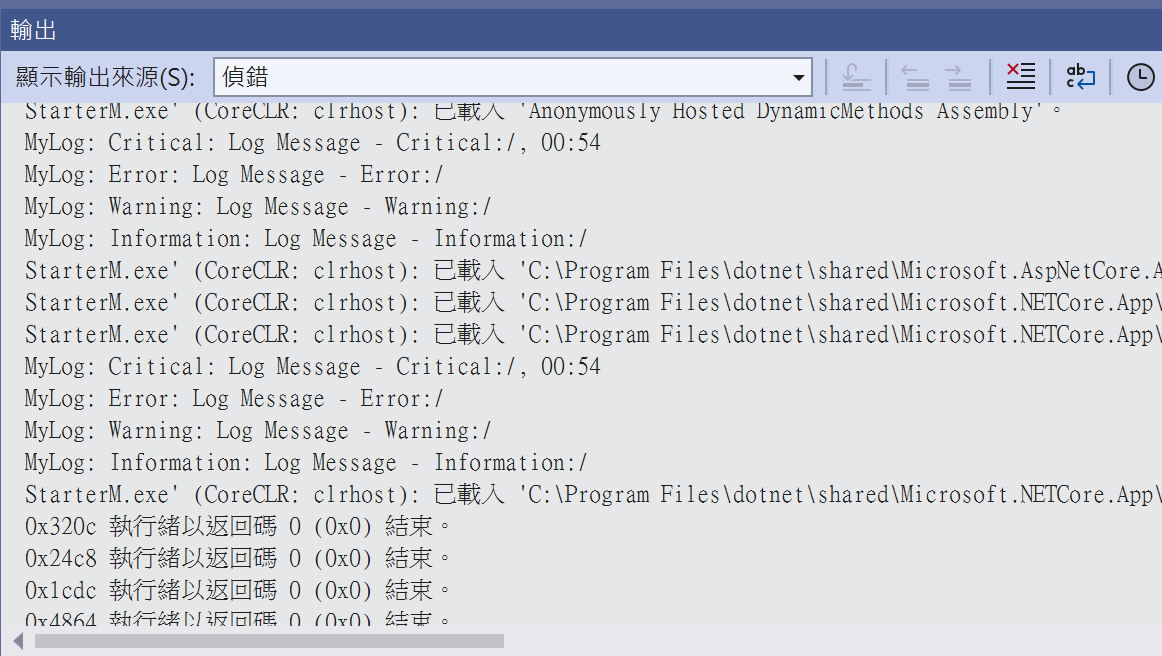 輸出
顯示輸出來源(S): 偵錯
StarterM.exe' (CoreCLR: clrhost): 已載入 'Anonymously Hosted DynamicMethods Assembly'。
MyLog: Critical: Log Message - Critical:/, 00:54
MyLog: Error: Log Message - Error:/
MyLog: Warning: Log Message - Warning:/
MyLog: Information: Log Message - Information:/
StarterM.exe' (CoreCLR: clrhost): 已載入 'C:\Program Files\dotnet\shared\Microsoft.AspNetCore.A
StarterM.exe' (CoreCLR: clrhost): 已載入 'C:\Program Files\dotnet\shared\Microsoft.NETCore.App\
StarterM.exe' (CoreCLR: clrhost): 已載入 'C:\Program Files\dotnet\shared\Microsoft.NETCore.App\
MyLog: Critical: Log Message - Critical:/, 00:54
MyLog: Error: Log Message - Error:/
MyLog: Warning: Log Message - Warning:/
MyLog: Information: Log Message - Information:/
StarterM.exe' (CoreCLR: clrhost): 已載入 'C:\Program Files\dotnet\shared\Microsoft.NETCore.App\
0x320c 執行緒以返回碼 0 (0x0) 結束。
0x24c8 執行緒以返回碼 0 (0x0) 結束。
0x1cdc 執行緒以返回碼 0 (0x0) 結束。
0x4864 執行緒以返回碼 0 (0x0) 結束。